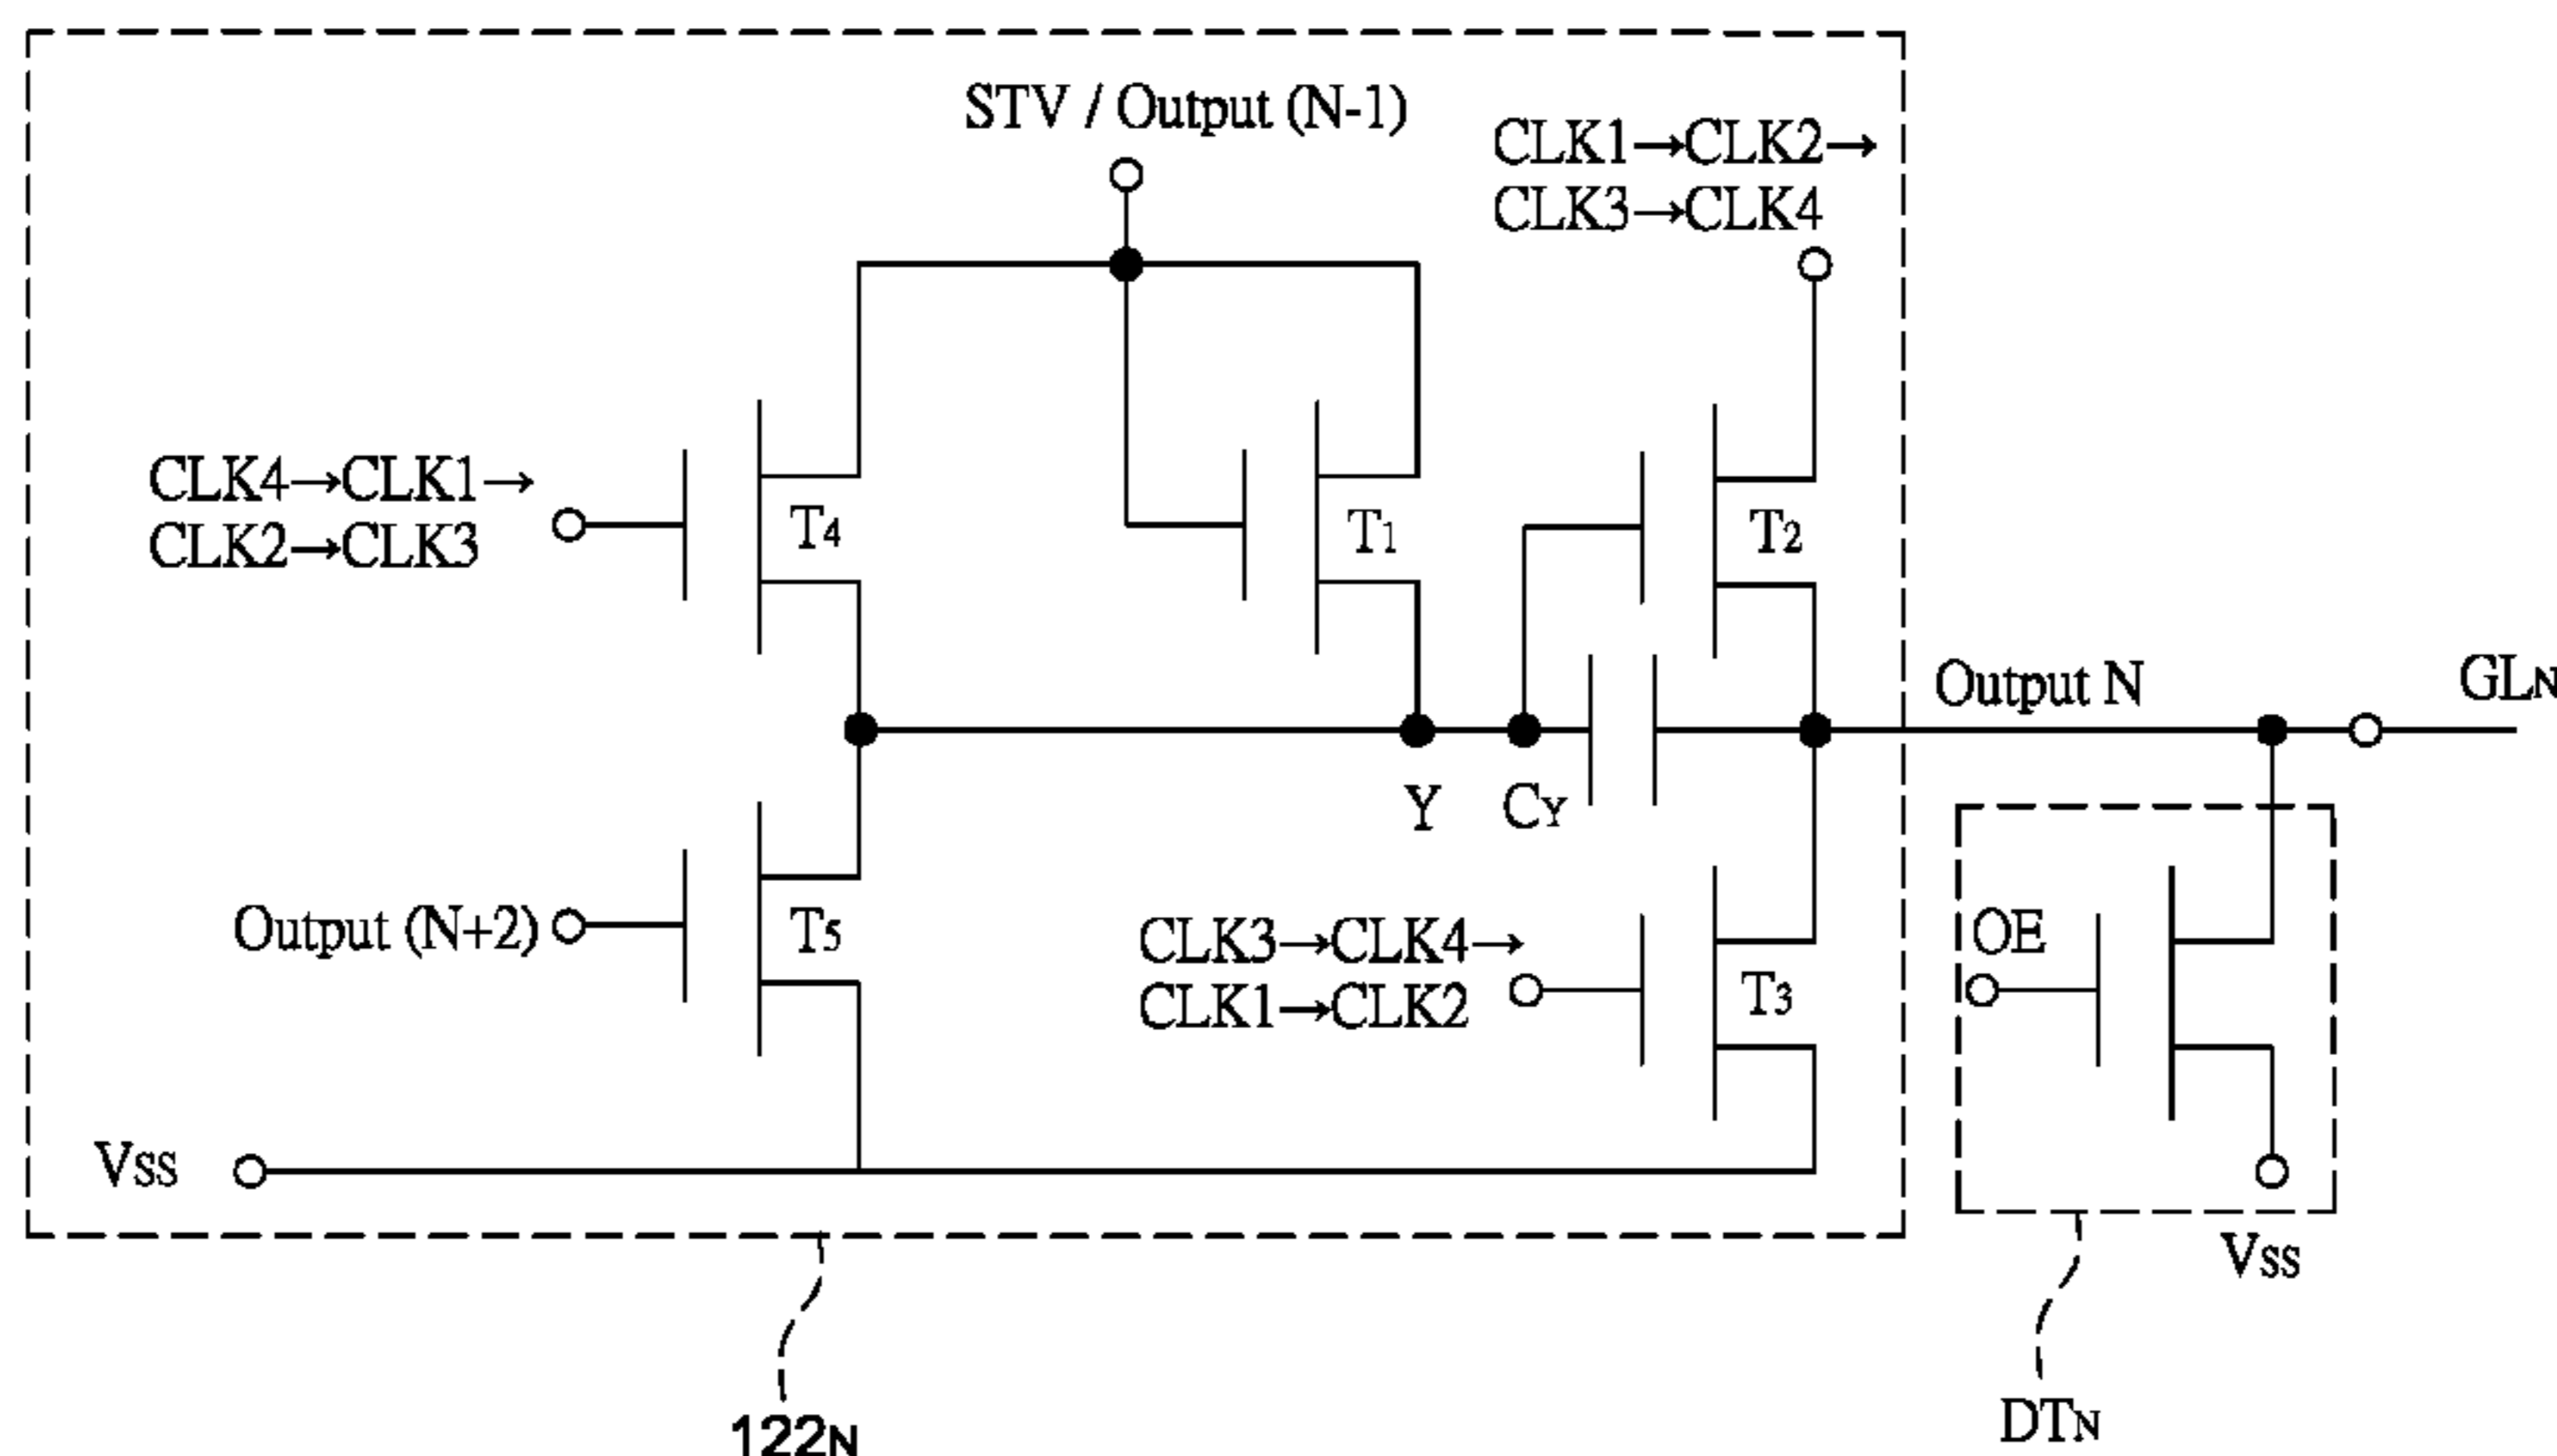 STV / Output (N-1)
CLK1→CLK2→
CLK3→CLK4
CLK4→CLK1→
CLK2→CLK3
T4
T1
T2
Output N
GLN
Y
CY
Output (N+2)
T5
CLK3→CLK4→
CLK1→CLK2
T3
OE
VSS
VSS
122N
DTN